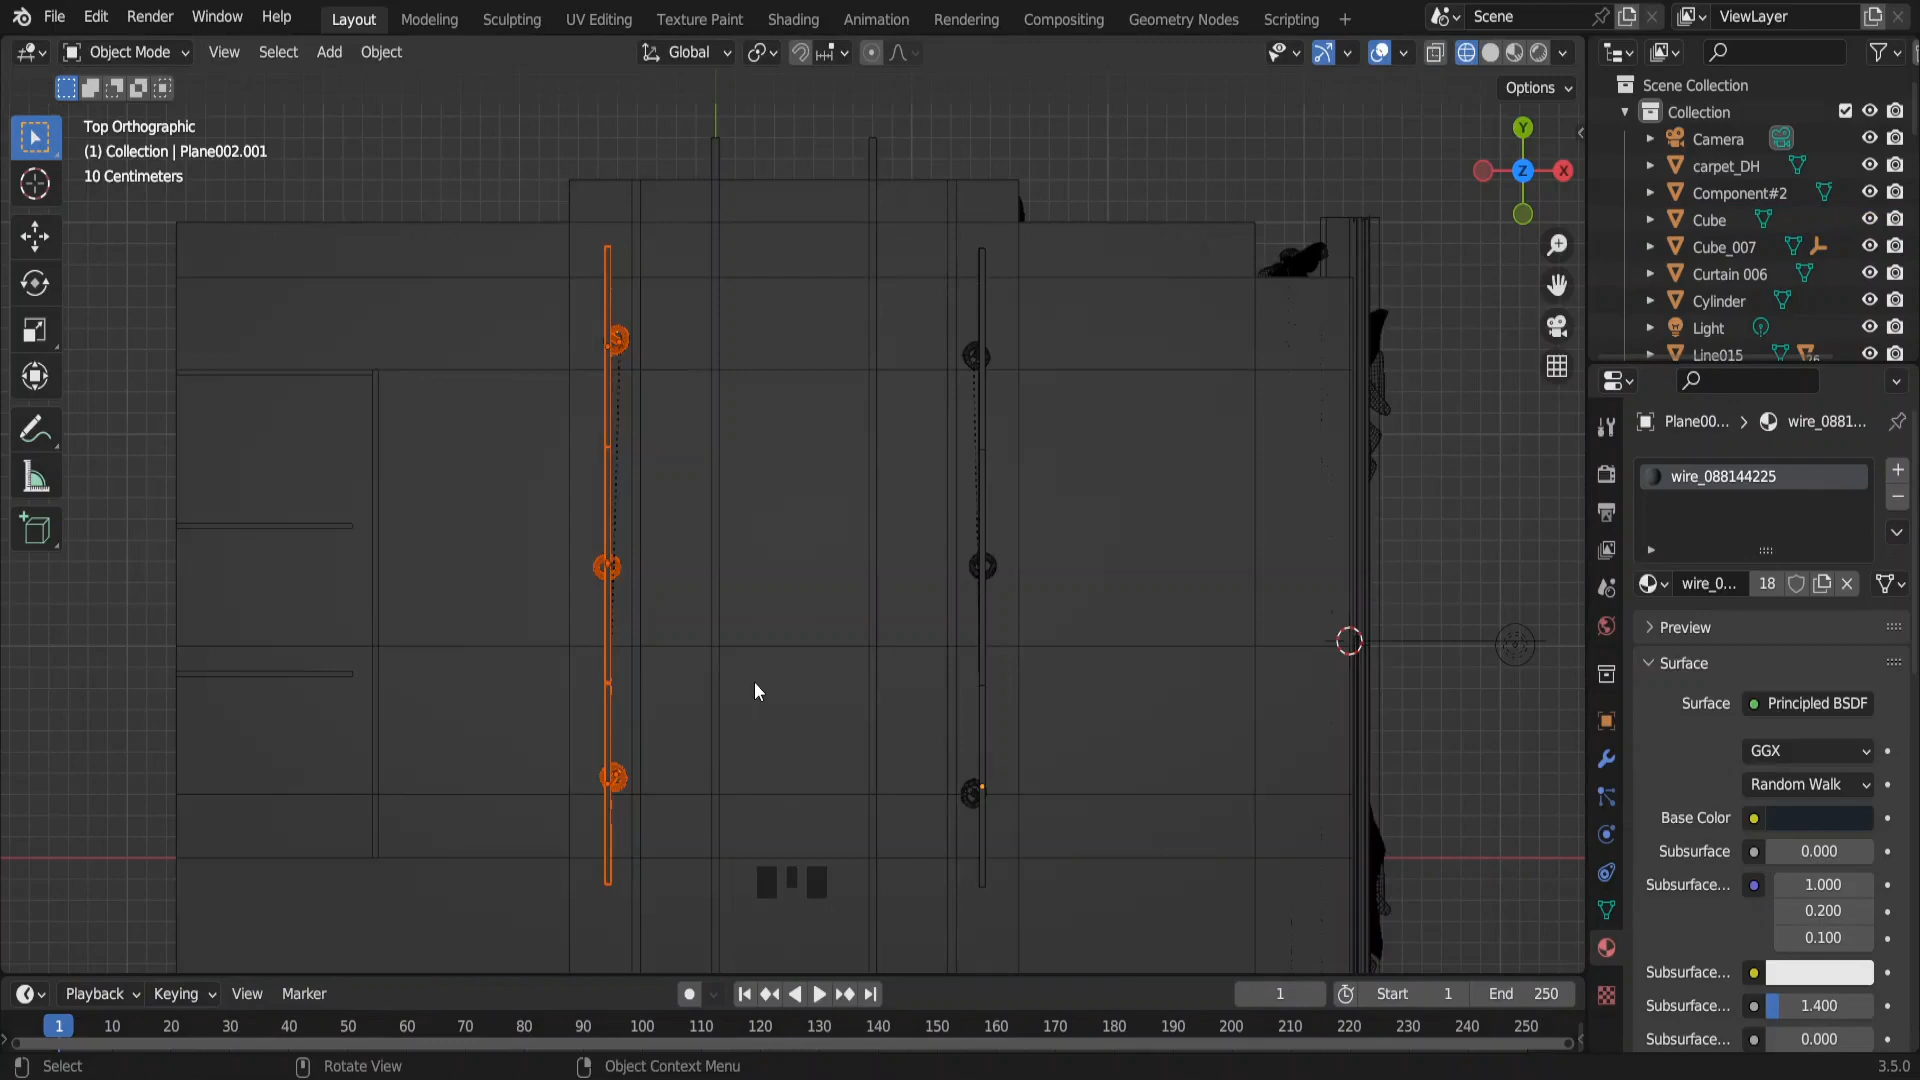 File Edit Render Window Help Layout Modeling Sculpting UV Editing Texture Paint Shading Animation Rendering Compositing Geometry Nodes Scripting + Scene ViewLayer
Object Mode View Select Add Object Global
Options
Top Orthographic
(1) Collection | Plane002.001
10 Centimeters
Y
Z X
Scene Collection
Collection
Camera
carpet_DH
Component#2
Cube
Cube_007
Curtain 006
Cylinder
Light
Line015 26
Plane00... > wire_0881...
wire_088144225
wire_0... 18
Preview
Surface
Surface Principled BSDF
GGX
Random Walk
Base Color
Subsurface 0.000
Subsurface... 1.000
0.200
0.100
Subsurface...
Subsurface... 1.400
Subsurface... 0.000
Playback Keying View Marker 1 Start 1 End 250
1 10 20 30 40 50 60 70 80 90 100 110 120 130 140 150 160 170 180 190 200 210 220 230 240 250
Select Rotate View Object Context Menu 3.5.0